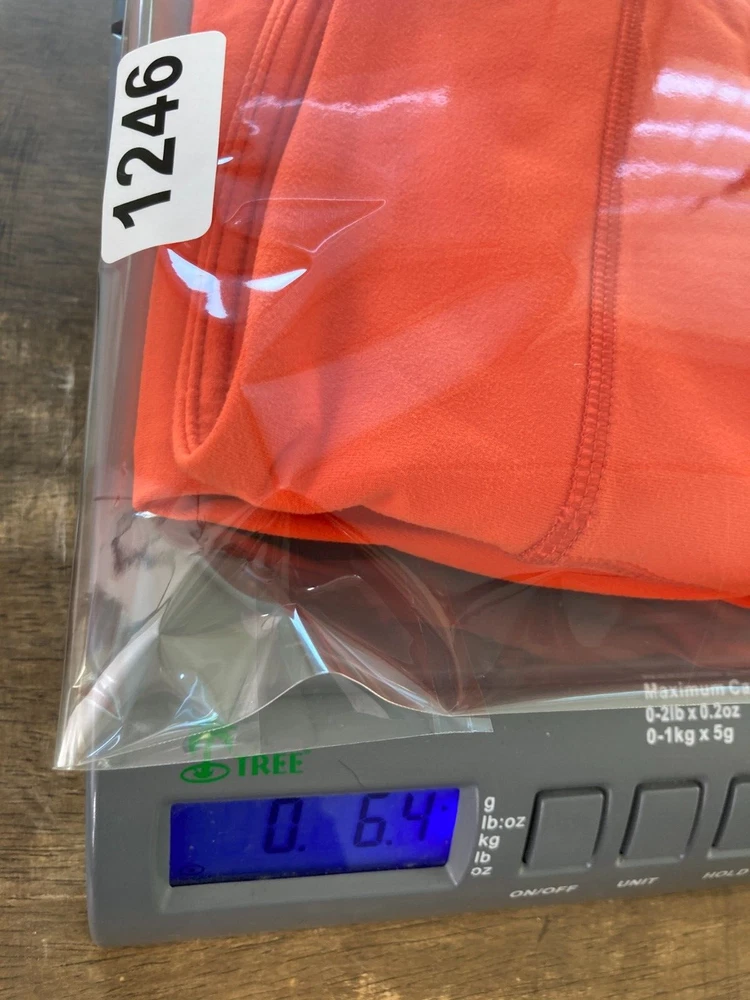 1246
Maximum Ca
0-2lb x 0.2oz
0-1kg x 5g
TREE
0. 6.4
g
lb:oz
kg
lb
oz
ON/OFF
UNIT
HOLD